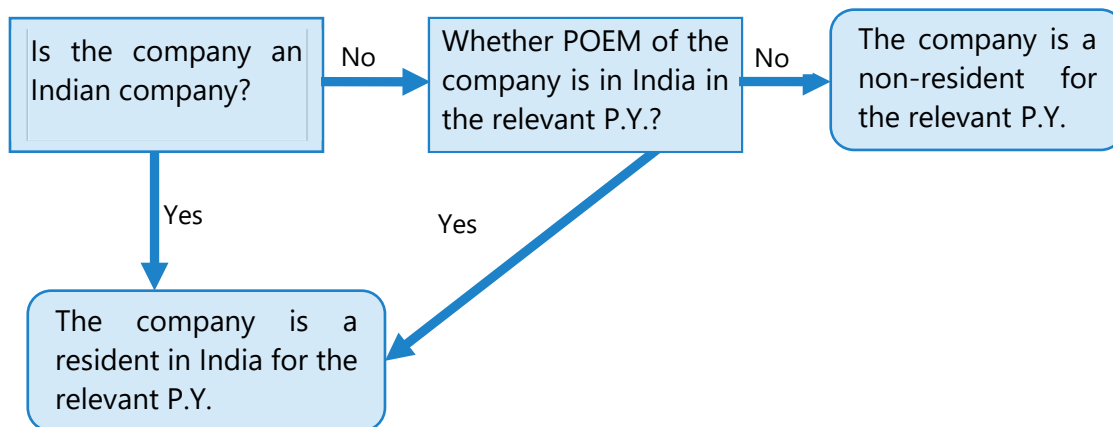 Is the company an
Indian company?
No
Whether POEM of the
company is in India in
the relevant P.Y.?
No
The company is a
non-resident for
the relevant P.Y.
Yes
Yes
The company is a
resident in India for the
relevant P.Y.